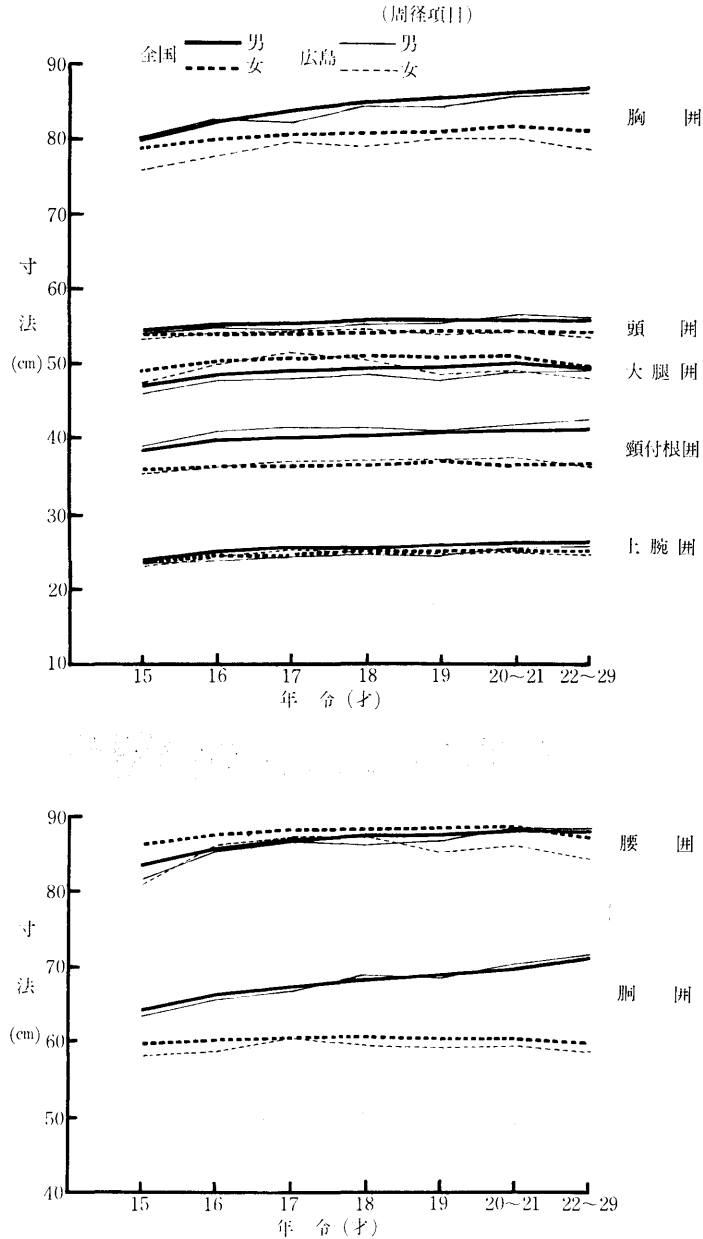 (周径項目)
全国 男 広島 男
女 女
90
80
70
60
50
40
30
20
10
寸
法
(cm)
胸 囲
頭 囲
大腿囲
頸付根囲
上腕囲
15 16 17 18 19 20~21 22~29
年 令(才)
90
80
70
60
50
40
寸
法
(cm)
腰 囲
胴 囲
15 16 17 18 19 20~21 22~29
年 令(才)